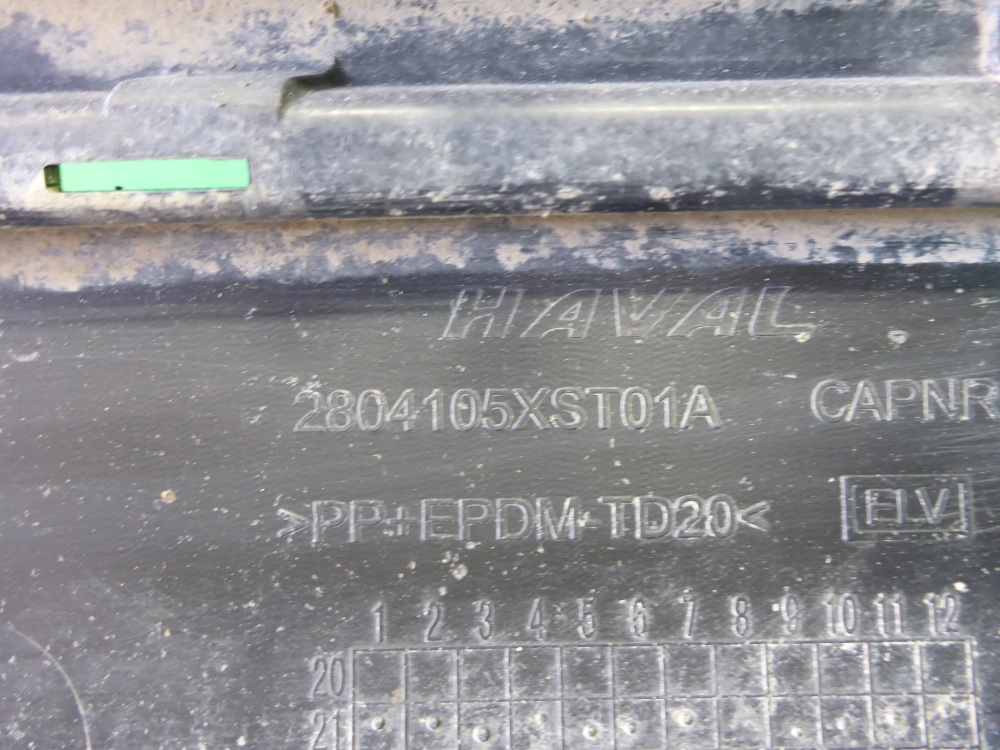 HAVAL
2804105XST01A CAPNR
>PP+EPDM-TD20< ELV
1 2 3 4 5 6 7 8 9 10 11 12
20
21